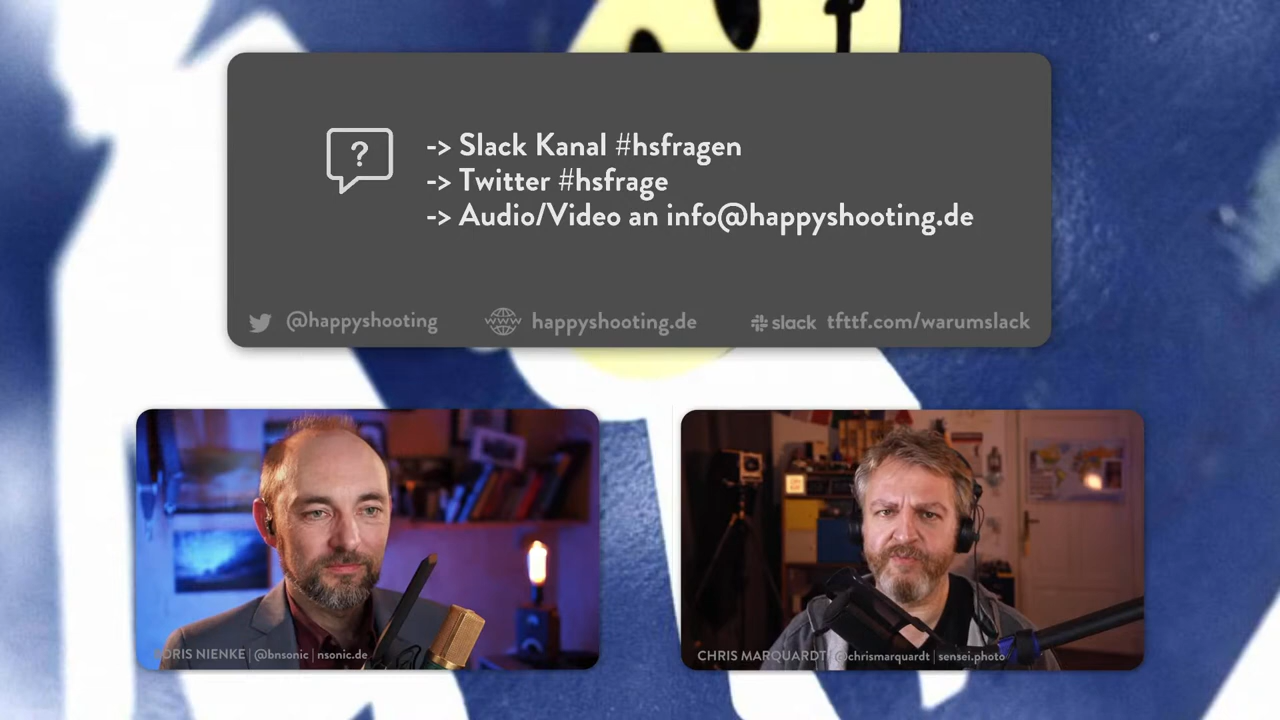 -> Slack Kanal #hsfragen
-> Twitter #hsfrage
-> Audio/Video an info@happyshooting.de
@happyshooting
www happyshooting.de
slack tfttf.com/warumslack
NIENKE | @bnsonic | nsonic.de
CHRIS MARQUARDT | @chrismarquardt | sensei.photo